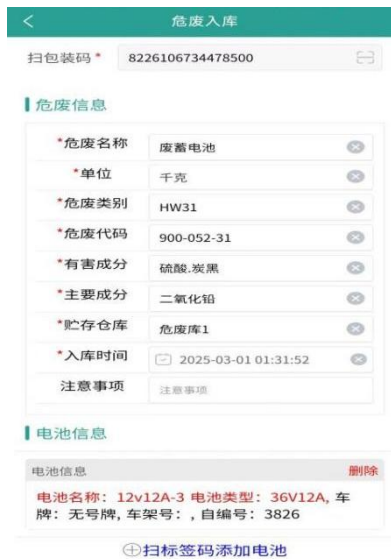 危废入库
扫包装码* 8226106734478500
危废信息
*危废名称 废蓄电池
*单位 千克
*危废类别 HW31
*危废代码 900-052-31
*有害成分 硫酸.炭黑
*主要成分 二氧化铅
*贮存仓库 危废库1
*入库时间 2025-03-01 01:31:52
注意事项 注意事项
电池信息
电池信息 删除
电池名称：12v12A-3 电池类型：36V12A, 车
牌：无号牌, 车架号：, 自编号：3826
扫标签码添加电池